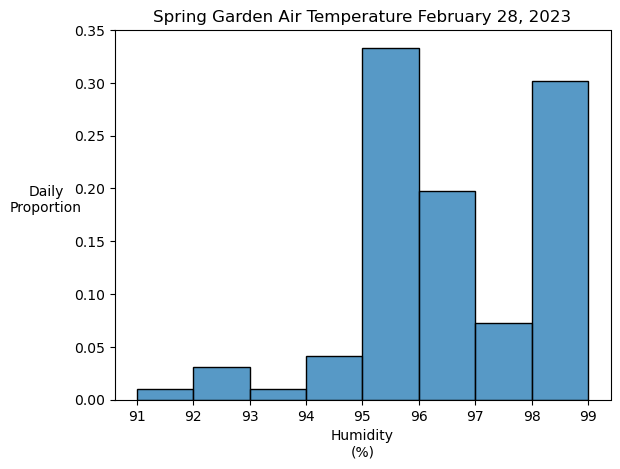 Spring Garden Air Temperature February 28, 2023
0.35
0.30
0.25
0.20
0.15
0.10
0.05
0.00
Daily
Proportion
91 92 93 94 95 96 97 98 99
Humidity
(%)